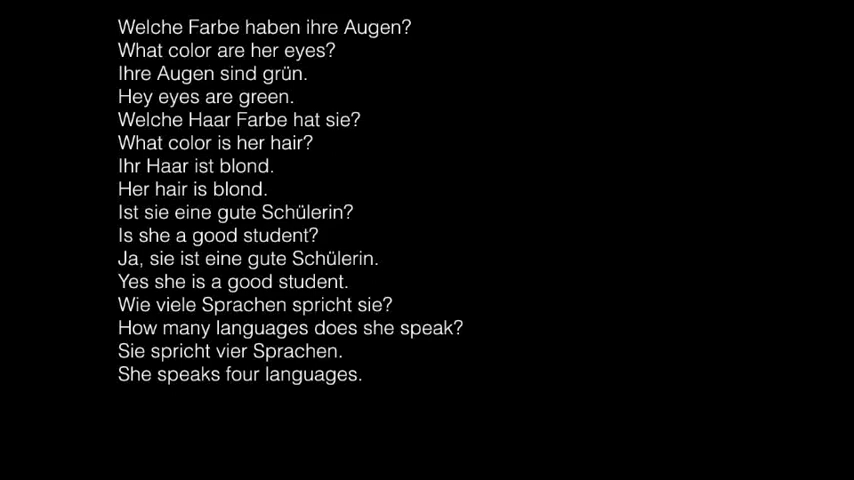 Welche Farbe haben ihre Augen?
What color are her eyes?
Ihre Augen sind grün.
Hey eyes are green.
Welche Haar Farbe hat sie?
What color is her hair?
Ihr Haar ist blond.
Her hair is blond.
Ist sie eine gute Schülerin?
Is she a good student?
Ja, sie ist eine gute Schülerin.
Yes she is a good student.
Wie viele Sprachen spricht sie?
How many languages does she speak?
Sie spricht vier Sprachen.
She speaks four languages.